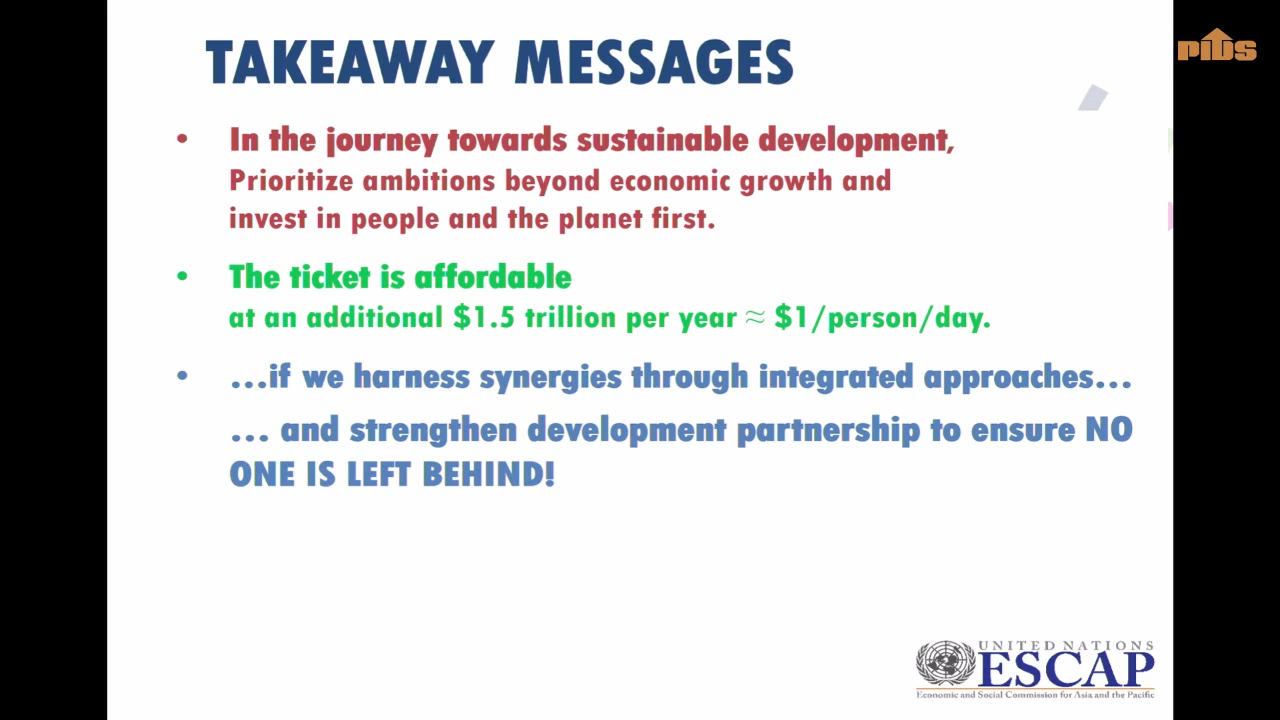 TAKEAWAY MESSAGES
pids
• In the journey towards sustainable development,
Prioritize ambitions beyond economic growth and
invest in people and the planet first.
• The ticket is affordable
at an additional $1.5 trillion per year ≈ $1/person/day.
• ...if we harness synergies through integrated approaches...
... and strengthen development partnership to ensure NO
ONE IS LEFT BEHIND!
UNITED NATIONS
ESCAP
Economic and Social Commission for Asia and the Pacific